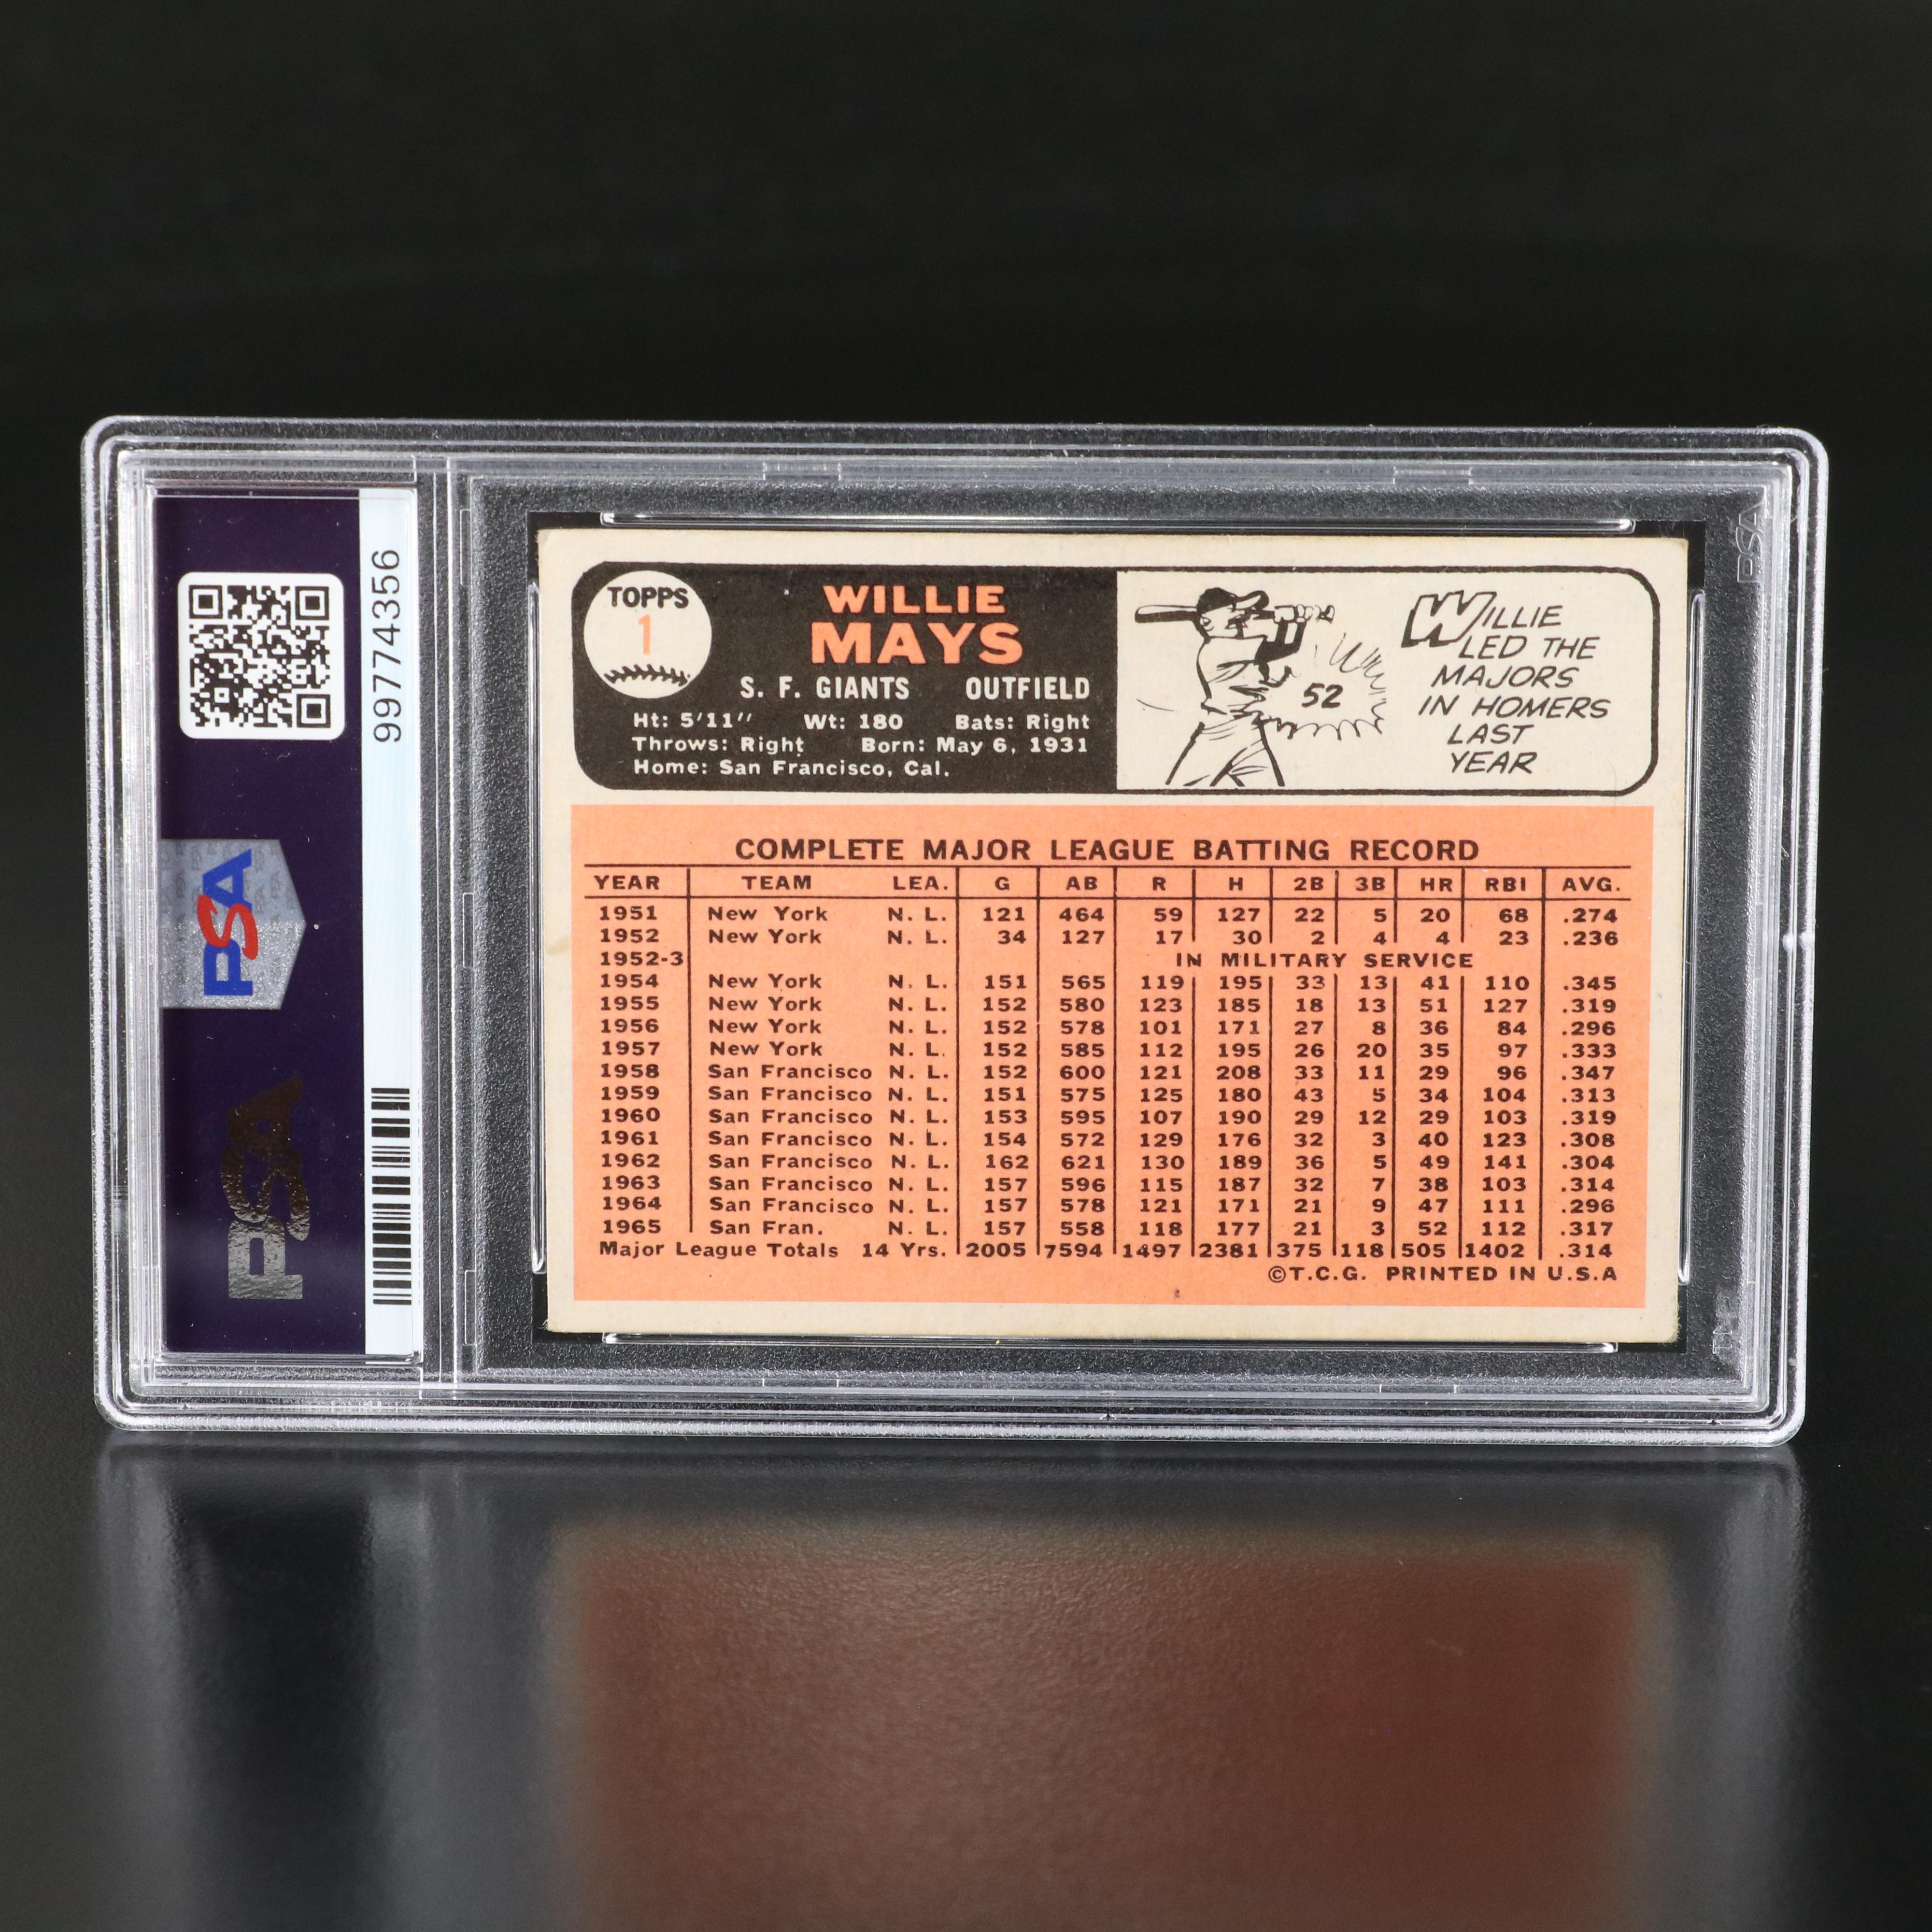 99774356
PSA
PSA
PSA
TOPPS
1
WILLIE
MAYS
S. F. GIANTS OUTFIELD
Ht: 5'11" Wt: 180 Bats: Right
Throws: Right Born: May 6, 1931
Home: San Francisco, Cal.
52
WILLIE
LED THE
MAJORS
IN HOMERS
LAST
YEAR
COMPLETE MAJOR LEAGUE BATTING RECORD
YEAR TEAM LEA. G AB R H 2B 3B HR RBI AVG.
1951 New York N. L. 121 464 59 127 22 5 20 68 .274
1952 New York N. L. 34 127 17 30 2 4 4 23 .236
1952-3 IN MILITARY SERVICE
1954 New York N. L. 151 565 119 195 33 13 41 110 .345
1955 New York N. L. 152 580 123 185 18 13 51 127 .319
1956 New York N. L. 152 578 101 171 27 8 36 84 .296
1957 New York N. L. 152 585 112 195 26 20 35 97 .333
1958 San Francisco N. L. 152 600 121 208 33 11 29 96 .347
1959 San Francisco N. L. 151 575 125 180 43 5 34 104 .313
1960 San Francisco N. L. 153 595 107 190 29 12 29 103 .319
1961 San Francisco N. L. 154 572 129 176 32 3 40 123 .308
1962 San Francisco N. L. 162 621 130 189 36 5 49 141 .304
1963 San Francisco N. L. 157 596 115 187 32 7 38 103 .314
1964 San Francisco N. L. 157 578 121 171 21 9 47 111 .296
1965 San Fran. N. L. 157 558 118 177 21 3 52 112 .317
Major League Totals 14 Yrs. 2005 7594 1497 2381 375 118 505 1402 .314
©T.C.G. PRINTED IN U.S.A